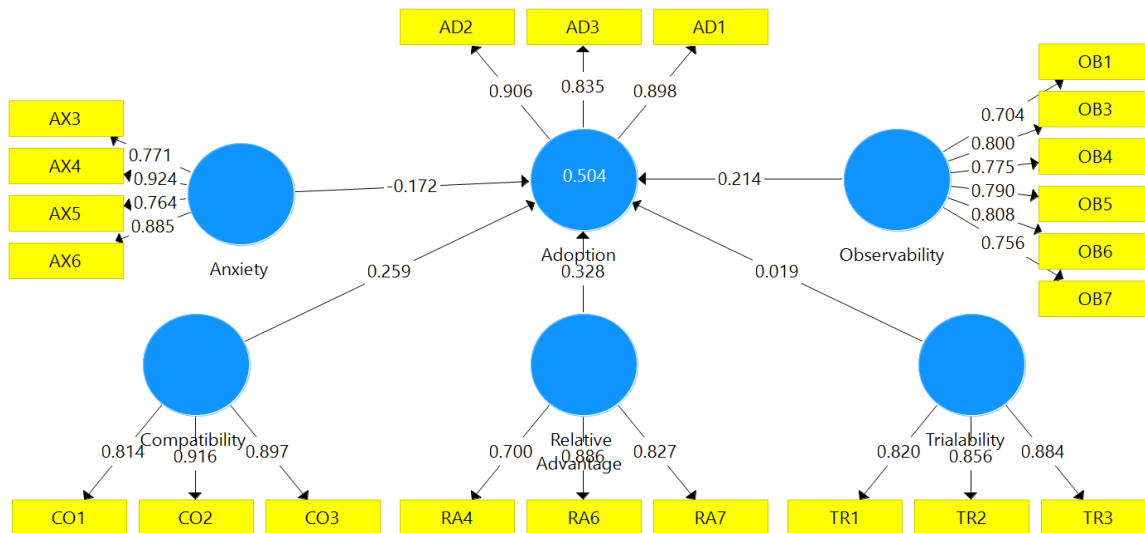 AD2
AD3
AD1
0.906
0.835
0.898
OB1
OB3
OB4
OB5
OB6
OB7
0.704
0.800
0.775
0.790
0.808
0.756
AX3
AX4
AX5
AX6
0.771
0.924
0.764
0.885
0.504
-0.172
0.214
Anxiety
Adoption
Observability
0.259
0.328
0.019
Compatibility
Relative
Advantage
Trialability
0.814
0.916
0.897
0.700
0.886
0.827
0.820
0.856
0.884
CO1
CO2
CO3
RA4
RA6
RA7
TR1
TR2
TR3